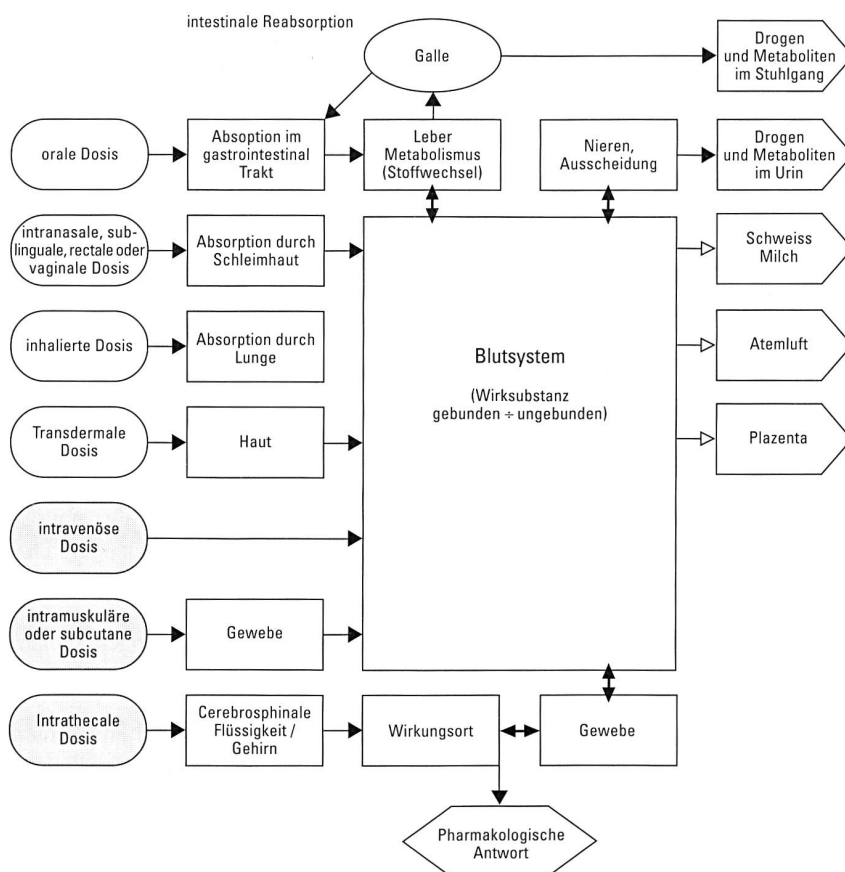 intestinale Reabsorption
Galle
Drogen
und Metaboliten
im Stuhlgang
orale Dosis
Absoption im
gastrointestinal
Trakt
Leber
Metabolismus
(Stoffwechsel)
Nieren,
Ausscheidung
Drogen
und Metaboliten
im Urin
intranasale, sub-
linguale, rektale oder
vaginale Dosis
Absorption durch
Schleimhaut
Schweiss
Milch
inhalierte Dosis
Absorption durch
Lunge
Blutsystem
(Wirksubstanz
gebunden ÷ ungebunden)
Atemluft
Transdermale
Dosis
Haut
Plazenta
intravenöse
Dosis
intramuskuläre
oder subcutane
Dosis
Gewebe
Intrathecale
Dosis
Cerebrosphinale
Flüssigkeit /
Gehirn
Wirkungsort
Gewebe
Pharmakologische
Antwort